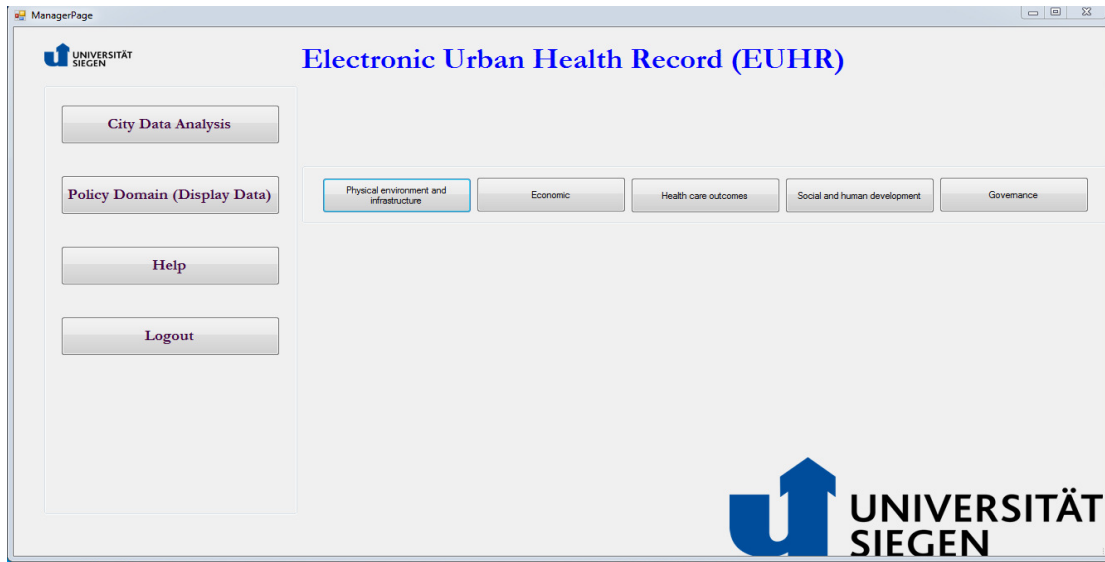 ManagerPage
UNIVERSITÄT
SIEGEN
Electronic Urban Health Record (EUHR)
City Data Analysis
Policy Domain (Display Data)
Physical environment and
infrastructure
Economic
Health care outcomes
Social and human development
Governance
Help
Logout
UNIVERSITÄT
SIEGEN